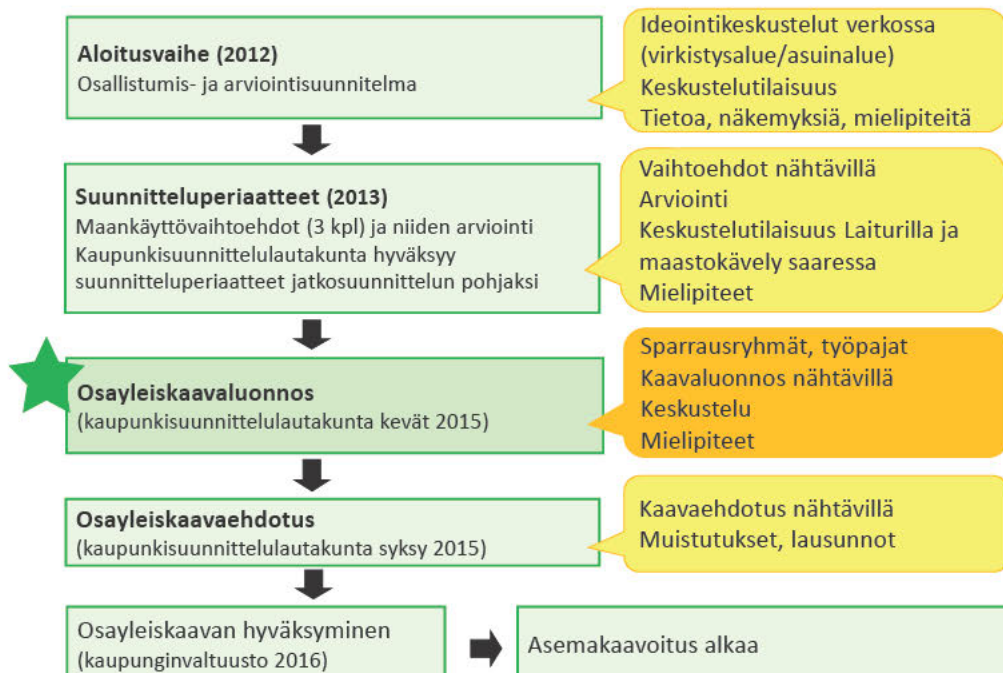 Aloitusvaihe (2012)
Osallistumis- ja arviointisuunnitelma
Ideointikeskustelut verkossa
(virkistysalue/asuinalue)
Keskustelutilaisuus
Tietoa, näkemyksiä, mielipiteitä
Suunnitteluperiaatteet (2013)
Maankäyttövaihtoehdot (3 kpl) ja niiden arviointi
Kaupunkisuunnittelulautakunta hyväksyy
suunnitteluperiaatteet jatkosuunnittelun pohjaksi
Vaihtoehdot nähtävillä
Arviointi
Keskustelutilaisuus Laiturilla ja
maastokävely saaressa
Mielipiteet
Osayleiskaavaluonnos
(kaupunkisuunnittelulautakunta kevät 2015)
Sparrausryhmät, työpajat
Kaavaluonnos nähtävillä
Keskustelu
Mielipiteet
Osayleiskaavaehdotus
(kaupunkisuunnittelulautakunta syksy 2015)
Kaavaehdotus nähtävillä
Muistutukset, lausunnot
Osayleiskaavan hyväksyminen
(kaupunginvaltuusto 2016)
Asemakaavoitus alkaa